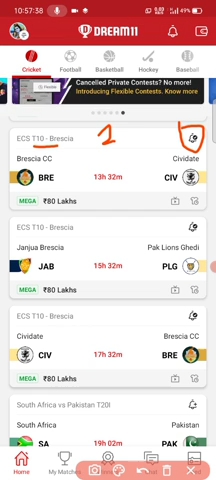 10:57:38
49%
DREAM11
Cricket
Football
Basketball
Hockey
Baseball
Cancelled Private Contests? No more!
Introducing Flexible Contests. Know more
ECS T10 - Brescia
1
Brescia CC
Cividate
BRE
13h 32m
CIV
MEGA
₹80 Lakhs
ECS T10 - Brescia
Janjua Brescia
Pak Lions Ghedi
JAB
15h 32m
PLG
MEGA
₹80 Lakhs
ECS T10 - Brescia
Cividate
Brescia CC
CIV
17h 32m
BRE
MEGA
₹80 Lakhs
South Africa vs Pakistan T20I
South Africa
Pakistan
SA
19h 02m
PAK
Home
My Matches